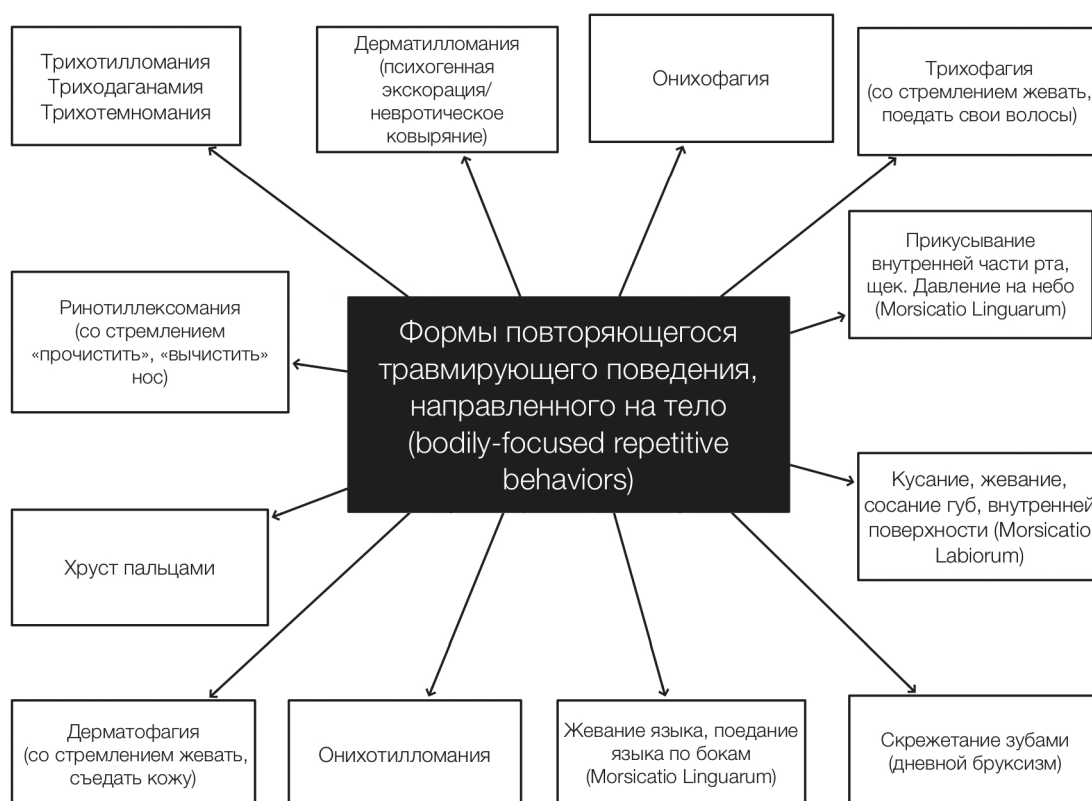 Трихотилломания
Триходаганамия
Трихотемномания
Дерматилломания
(психогенная
экскорация/
невротическое
ковыряние)
Онихофагия
Трихофагия
(со стремлением жевать,
поедать свои волосы)
Прикусывание
внутренней части рта,
щек. Давление на небо
(Morsicatio Linguarum)
Ринотиллексомания
(со стремлением
«прочистить», «вычистить»
нос)
Формы повторяющегося
травмирующего поведения,
направленного на тело
(bodily-focused repetitive
behaviors)
Кусание, жевание,
сосание губ, внутренней
поверхности (Morsicatio
Labiorum)
Хруст пальцами
Дерматофагия
(со стремлением жевать,
съедать кожу)
Онихотилломания
Жевание языка, поедание
языка по бокам
(Morsicatio Linguarum)
Скрежетание зубами
(дневной бруксизм)